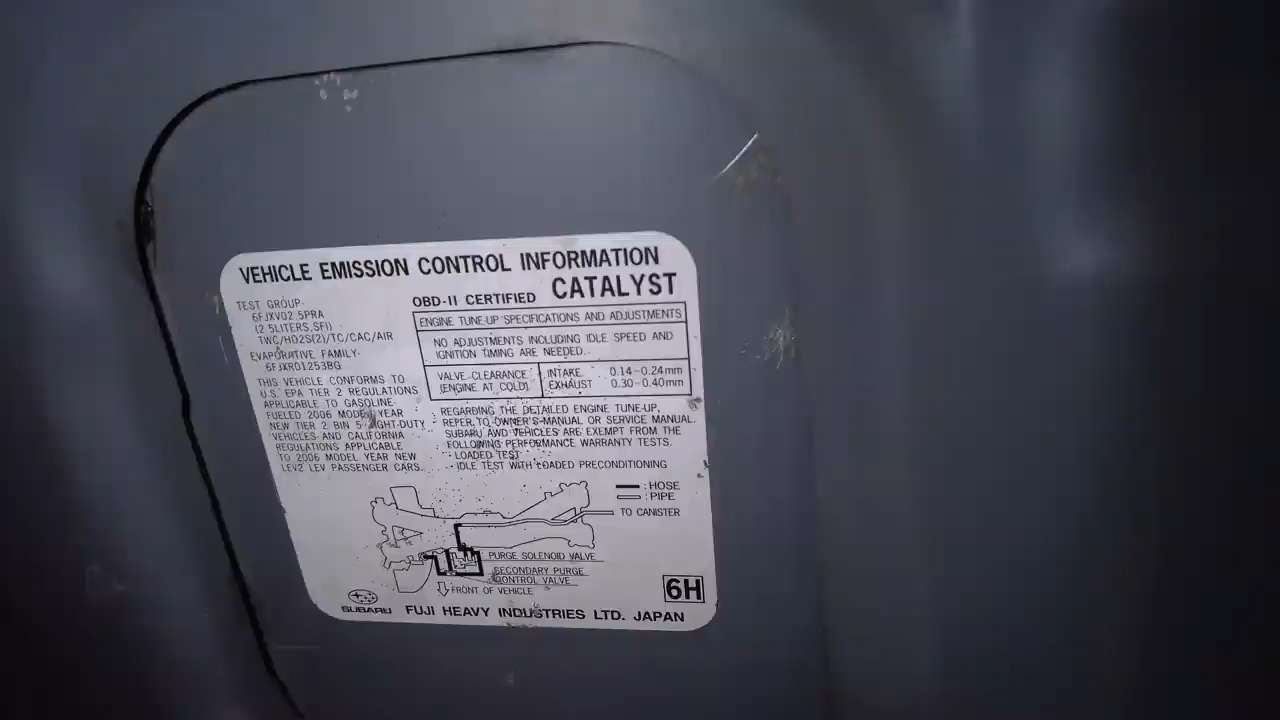 VEHICLE EMISSION CONTROL INFORMATION
CATALYST
TEST GROUP:
6FJXV02.5PRA
(2.5LITERS,SFI)
TWC/HO2S(2)/TC/CAC/AIR
EVAPORATIVE FAMILY:
6FJXR01253BG
THIS VEHICLE CONFORMS TO
U.S. EPA TIER 2 REGULATIONS
APPLICABLE TO GASOLINE
FUELED 2006 MODEL YEAR
NEW TIER 2 BIN 5 LIGHT-DUTY
VEHICLES AND CALIFORNIA
REGULATIONS APPLICABLE
TO 2006 MODEL YEAR NEW
LEV2 LEV PASSENGER CARS.
OBD-II CERTIFIED
ENGINE TUNE-UP SPECIFICATIONS AND ADJUSTMENTS
NO ADJUSTMENTS INCLUDING IDLE SPEED AND
IGNITION TIMING ARE NEEDED.
VALVE CLEARANCE
(ENGINE AT COLD)
INTAKE 0.14-0.24mm
EXHAUST 0.30-0.40mm
REGARDING THE DETAILED ENGINE TUNE-UP,
REFER TO OWNER'S MANUAL OR SERVICE MANUAL.
SUBARU AWD VEHICLES ARE EXEMPT FROM THE
FOLLOWING PERFORMANCE WARRANTY TESTS.
· LOADED TEST
· IDLE TEST WITH LOADED PRECONDITIONING
: HOSE
: PIPE
TO CANISTER
PURGE SOLENOID VALVE
SECONDARY PURGE
CONTROL VALVE
FRONT OF VEHICLE
6H
SUBARU FUJI HEAVY INDUSTRIES LTD. JAPAN